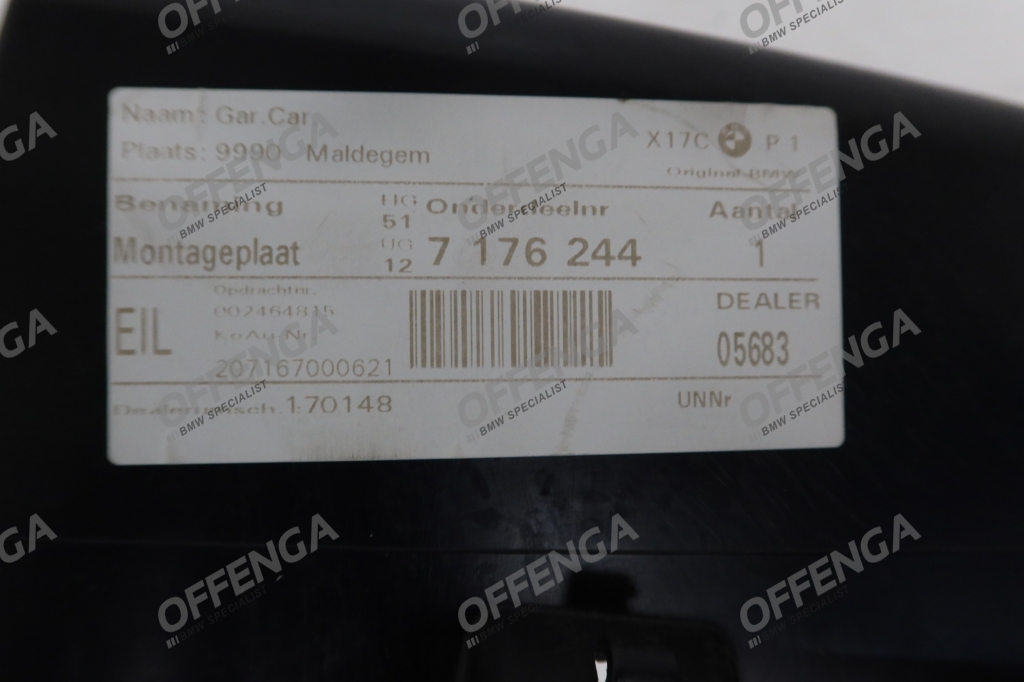 Naam: Gar.Car
Plaats: 9990 Maldegem
X17C P 1
Original BMW
Benaming HG Onderdeelnr Aantal
51
Montageplaat UG 7 176 244 1
12
Opdrachtnr. DEALER
002464815
EIL KoAu Nr. 05683
207167000621
170148 UNNr
OFFENGA
BMW SPECIALIST